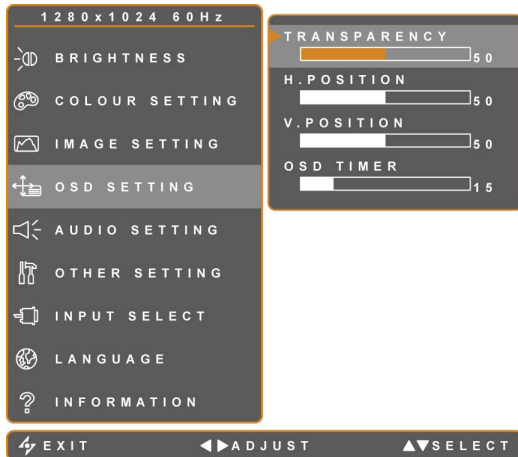 1280x1024 60Hz
BRIGHTNESS
COLOUR SETTING
IMAGE SETTING
OSD SETTING
AUDIO SETTING
OTHER SETTING
INPUT SELECT
LANGUAGE
INFORMATION
TRANSPARENCY
50
H.POSITION
50
V.POSITION
50
OSD TIMER
15
EXIT ADJUST SELECT